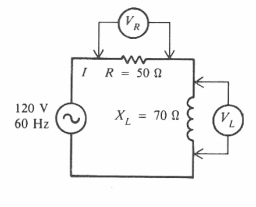 V_R
I R = 50 Ω
120 V
60 Hz
X_L = 70 Ω
V_L